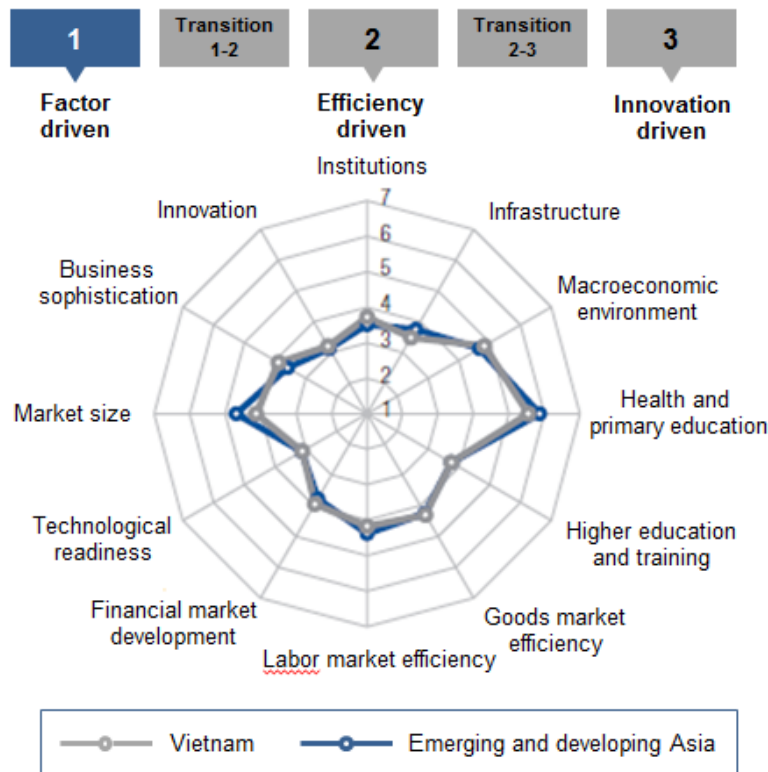 1
Transition
1-2
2
Transition
2-3
3
Factor
driven
Efficiency
driven
Innovation
driven
Institutions
Infrastructure
Macroeconomic
environment
Health and
primary education
Higher education
and training
Goods market
efficiency
Labor market efficiency
Financial market
development
Technological
readiness
Market size
Business
sophistication
Innovation
7
6
5
4
3
2
1
Vietnam
Emerging and developing Asia